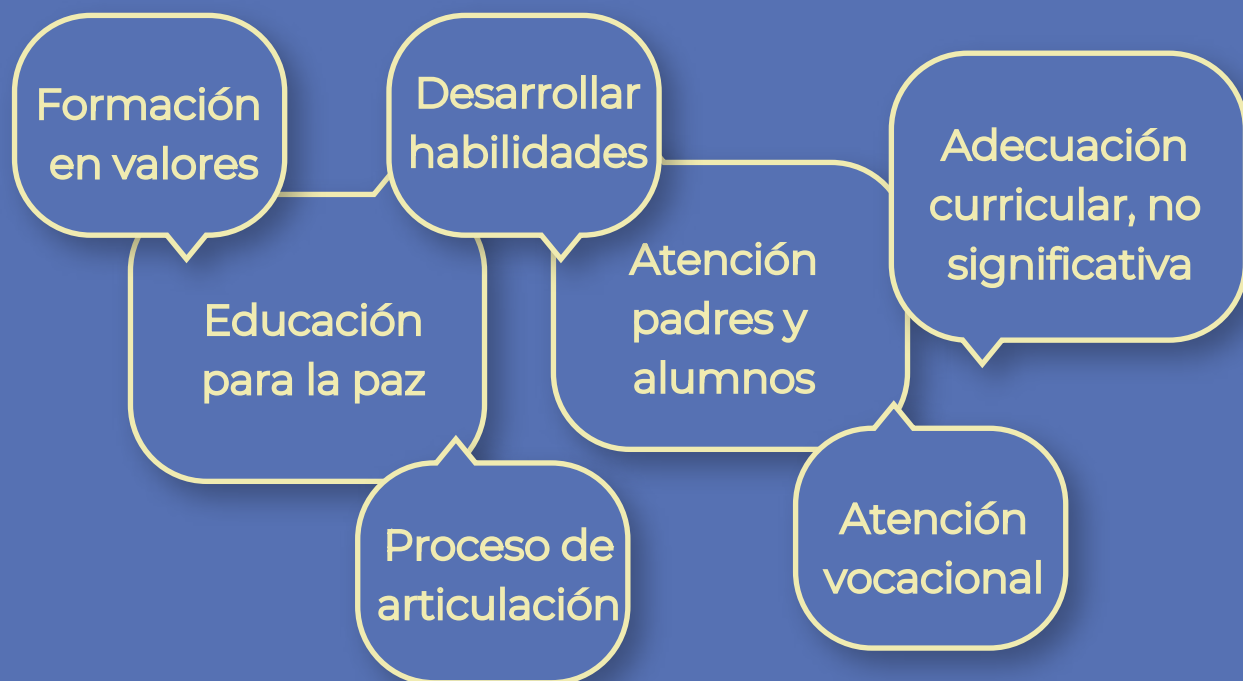 Formación
en valores
Desarrollar
habilidades
Adecuación
curricular, no
significativa
Educación
para la paz
Atención
padres y
alumnos
Proceso de
articulación
Atención
vocacional